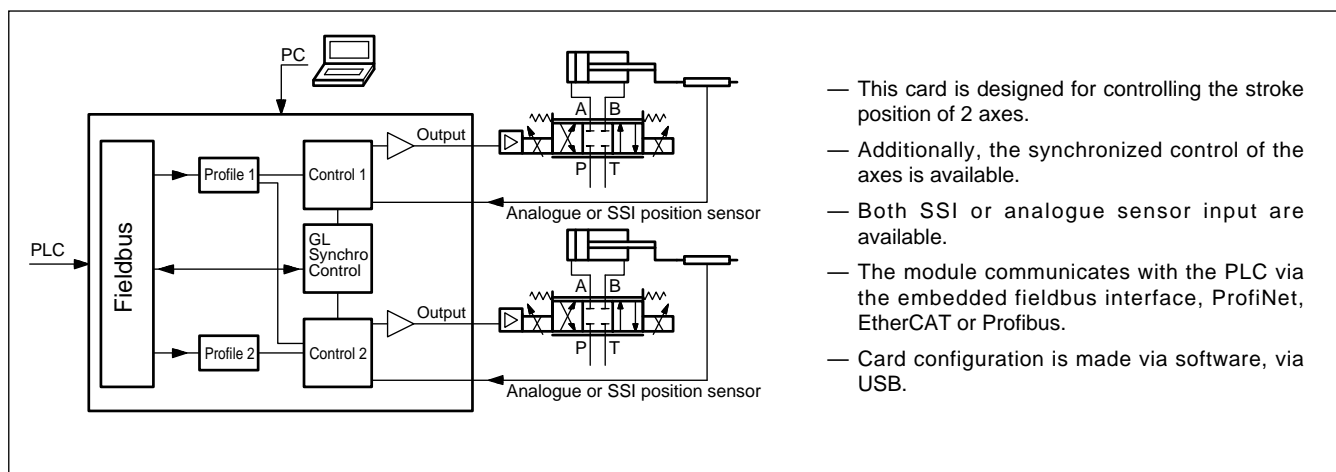 PC
PLC
Fieldbus
Profile 1
Profile 2
Control 1
GL
Synchro
Control
Control 2
Output
A B
P T
Analogue or SSI position sensor
Output
A B
P T
Analogue or SSI position sensor
— This card is designed for controlling the stroke
position of 2 axes.
— Additionally, the synchronized control of the
axes is available.
— Both SSI or analogue sensor input are
available.
— The module communicates with the PLC via
the embedded fieldbus interface, ProfiNet,
EtherCAT or Profibus.
— Card configuration is made via software, via
USB.